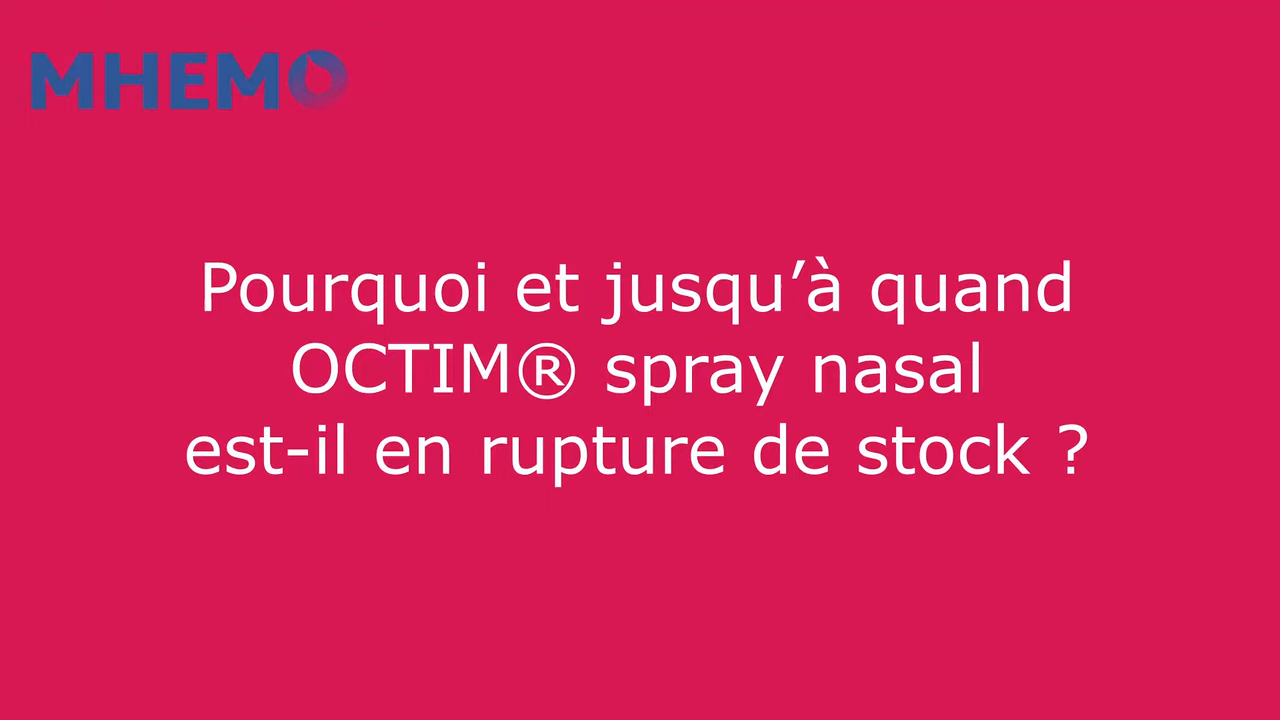 MHEMO
Pourquoi et jusqu’à quand
OCTIM® spray nasal
est-il en rupture de stock ?